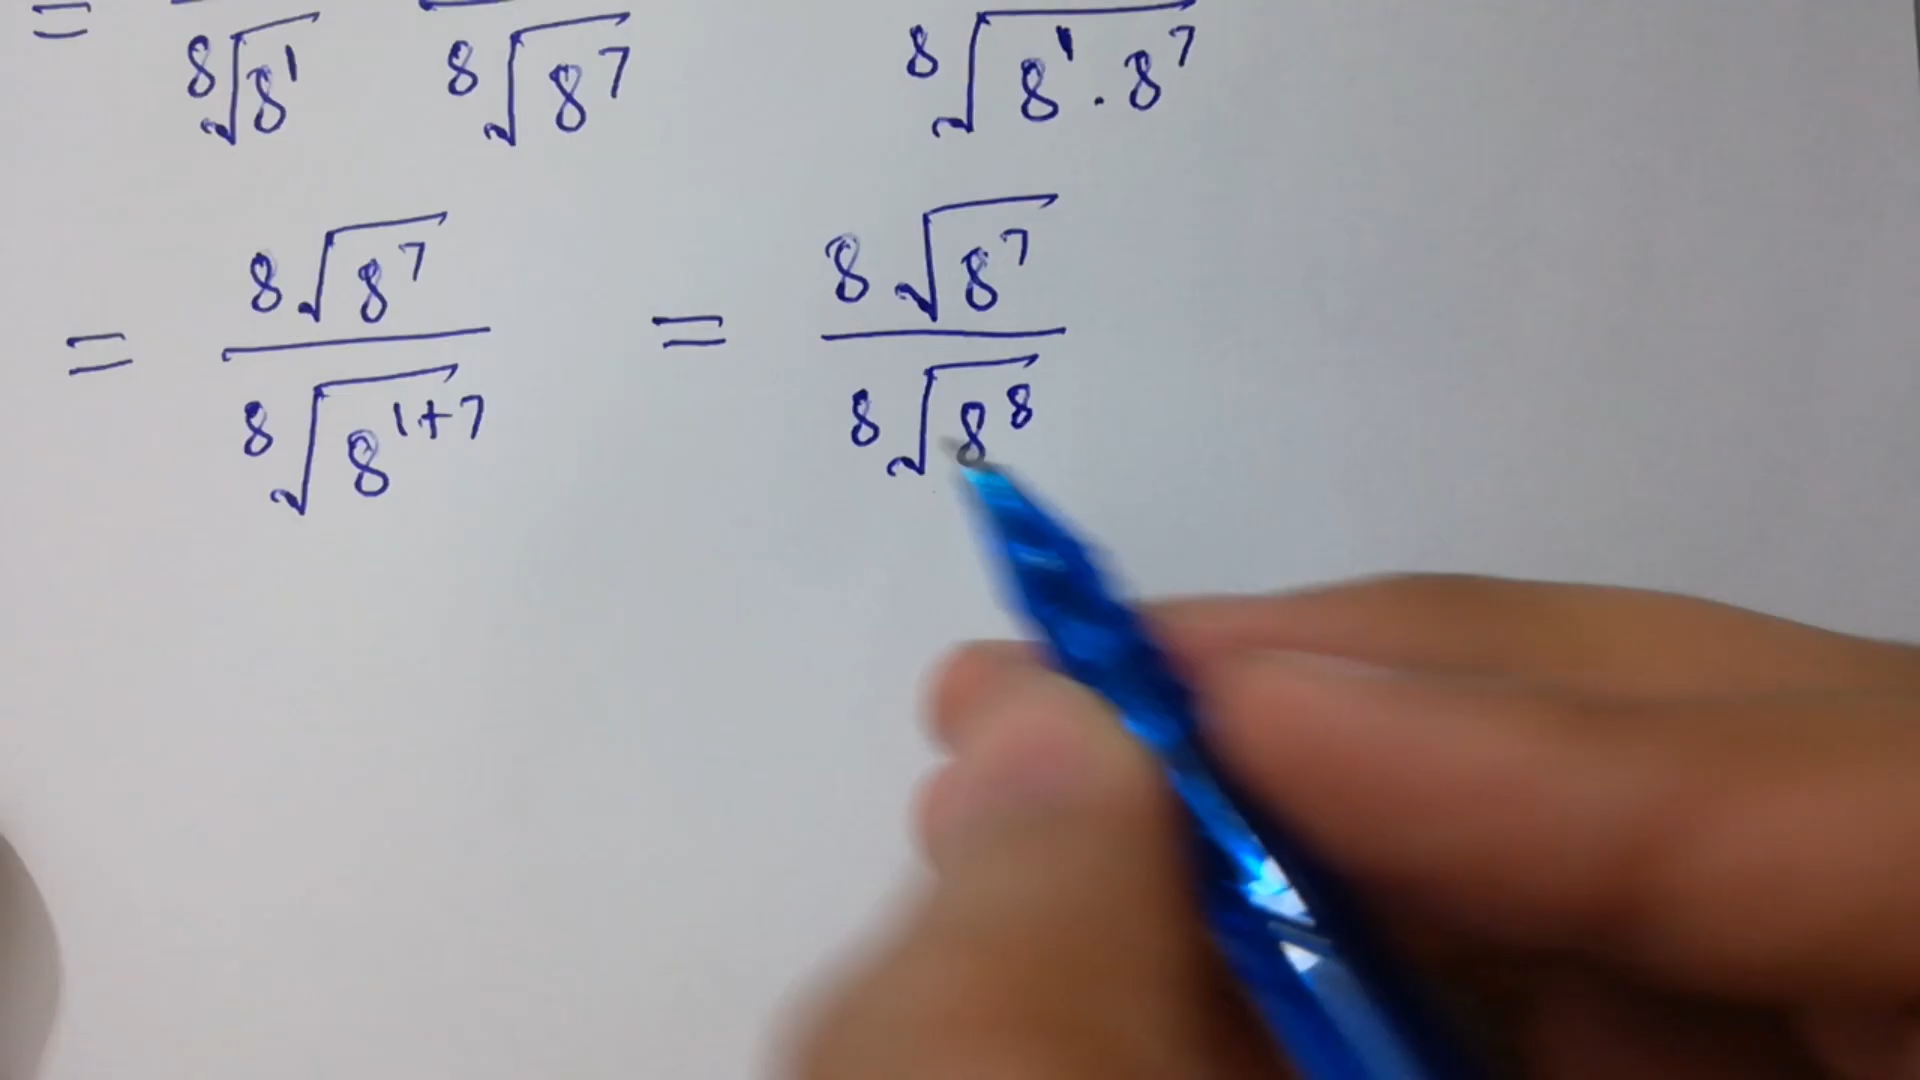 = ⁸√8¹ ⁸√8⁷ ⁸√8¹ . 8⁷
= ⁸√8⁷ / ⁸√8¹⁺⁷ = ⁸√8⁷ / ⁸√8⁸